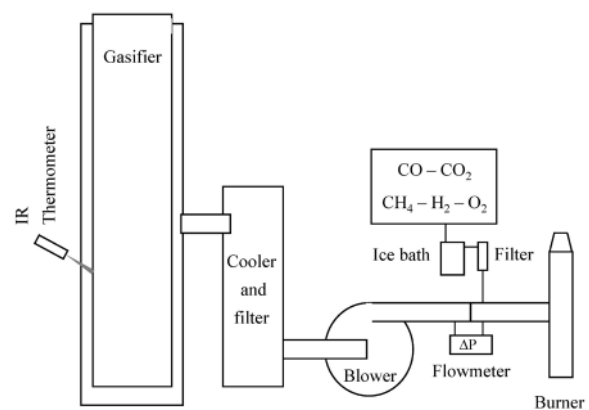 Gasifier
IR
Thermometer
CO – CO₂
CH₄ – H₂ – O₂
Ice bath
Filter
Cooler
and
filter
ΔP
Blower
Flowmeter
Burner